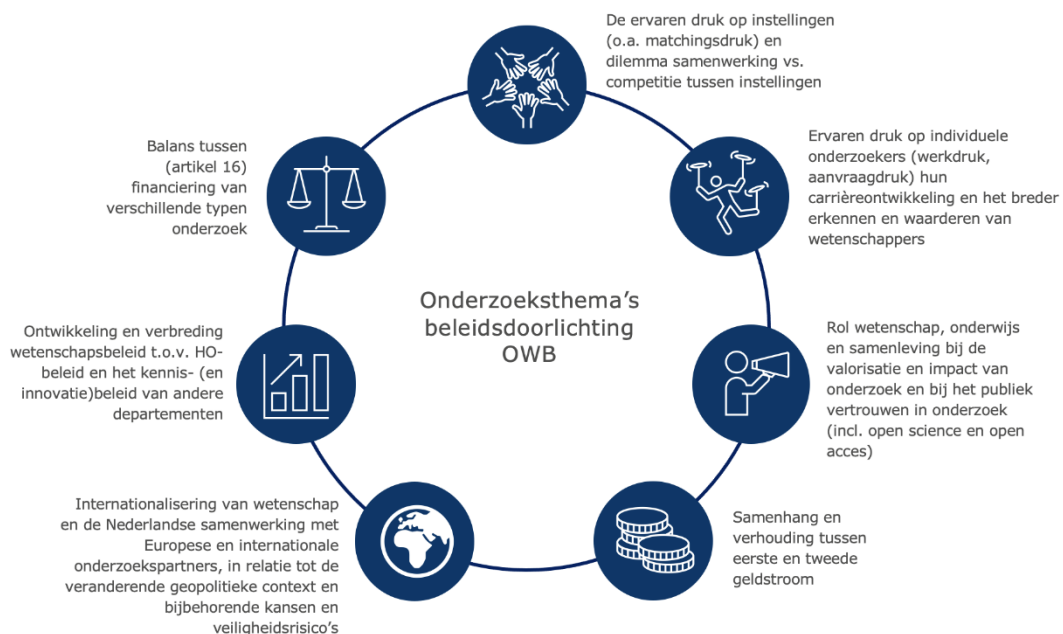 De ervaren druk op instellingen
(o.a. matchingsdruk) en
dilemma samenwerking vs.
competitie tussen instellingen
Ervaren druk op individuele
onderzoekers (werkdruk,
aanvraagdruk) hun
carrièreontwikkeling en het breder
erkennen en waarderen van
wetenschappers
Rol wetenschap, onderwijs
en samenleving bij de
valorisatie en impact van
onderzoek en bij het publiek
vertrouwen in onderzoek
(incl. open science en open
acces)
Samenhang en
verhouding tussen
eerste en tweede
geldstroom
Internationalisering van wetenschap
en de Nederlandse samenwerking met
Europese en internationale
onderzoekspartners, in relatie tot de
veranderende geopolitieke context en
bijbehorende kansen en
veiligheidsrisico’s
Ontwikkeling en verbreding
wetenschapsbeleid t.o.v. HO-
beleid en het kennis- (en
innovatie)beleid van andere
departementen
Balans tussen
(artikel 16)
financiering van
verschillende typen
onderzoek
Onderzoeksthema’s
beleidsdoorlichting
OWB